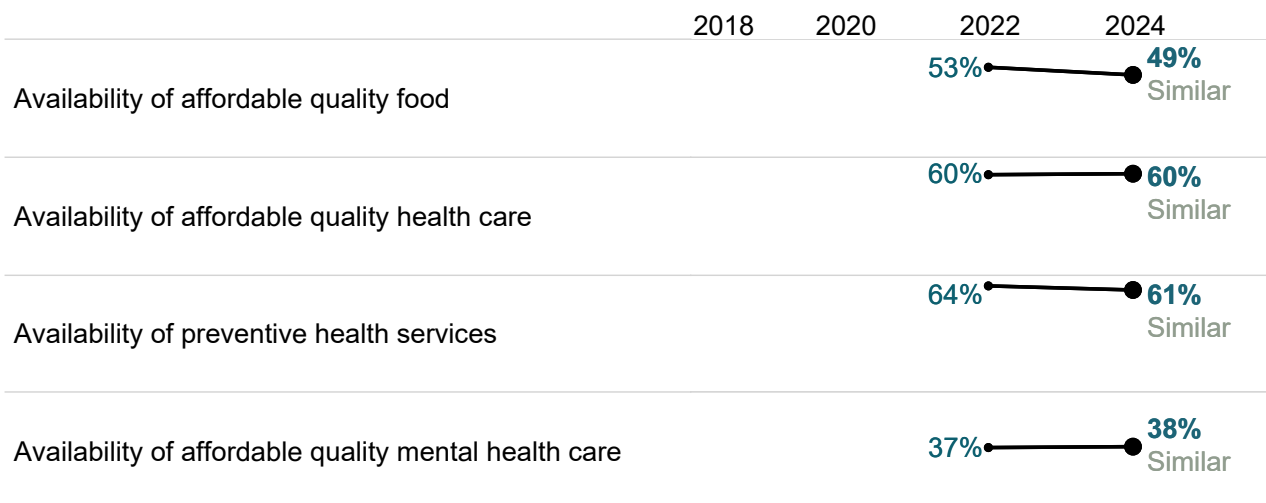 2018 2020 2022 2024
Availability of affordable quality food 53% 49%
Similar
Availability of affordable quality health care 60% 60%
Similar
Availability of preventive health services 64% 61%
Similar
Availability of affordable quality mental health care 37% 38%
Similar